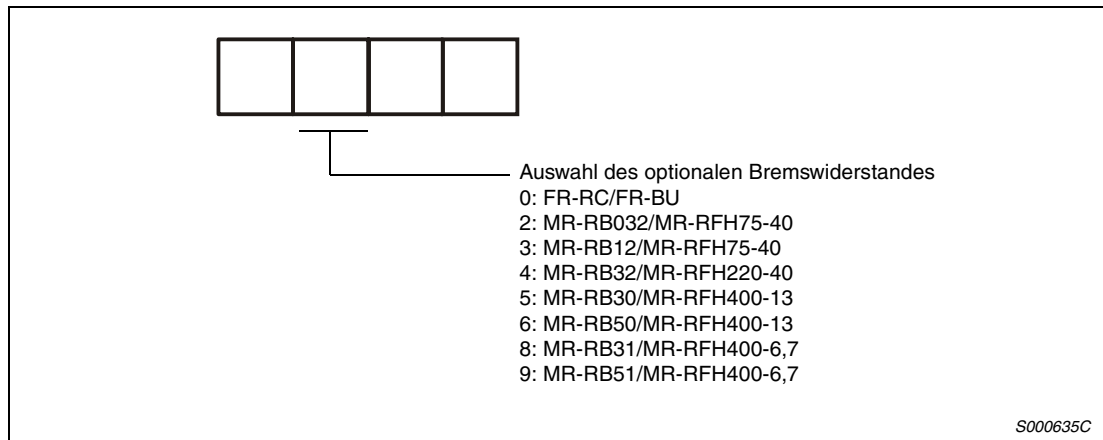 Auswahl des optionalen Bremswiderstandes
0: FR-RC/FR-BU
2: MR-RB032/MR-RFH75-40
3: MR-RB12/MR-RFH75-40
4: MR-RB32/MR-RFH220-40
5: MR-RB30/MR-RFH400-13
6: MR-RB50/MR-RFH400-13
8: MR-RB31/MR-RFH400-6,7
9: MR-RB51/MR-RFH400-6,7
S000635C